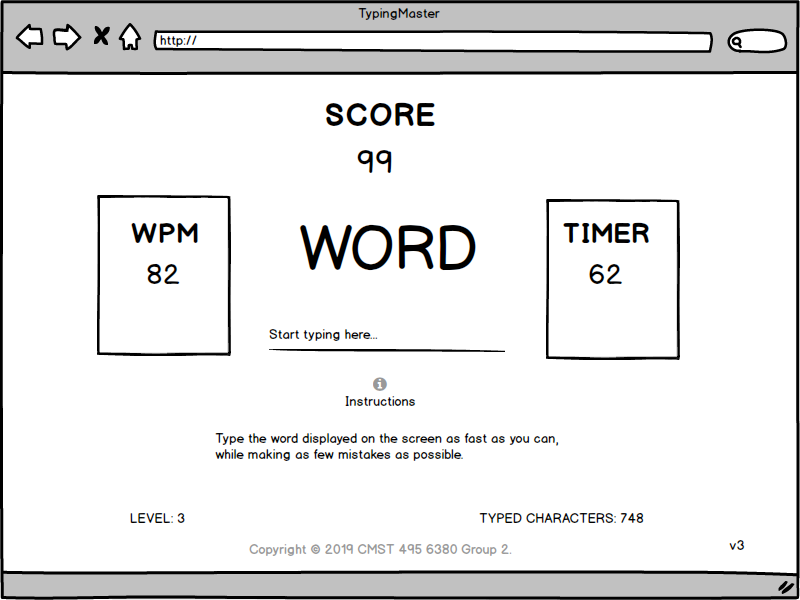 TypingMaster
http://
SCORE
99
WPM
82
WORD
TIMER
62
Start typing here...
Instructions
Type the word displayed on the screen as fast as you can,
while making as few mistakes as possible.
LEVEL: 3
TYPED CHARACTERS: 748
Copyright © 2019 CMST 495 6380 Group 2.
v3